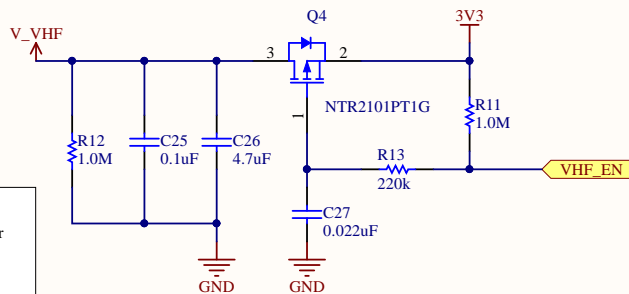 Q4
3V3
V_VHF
3
2
NTR2101PT1G
1
R11
1.0M
R12
1.0M
C25
0.1uF
C26
4.7uF
R13
220k
VHF_EN
C27
0.022uF
r
GND
GND